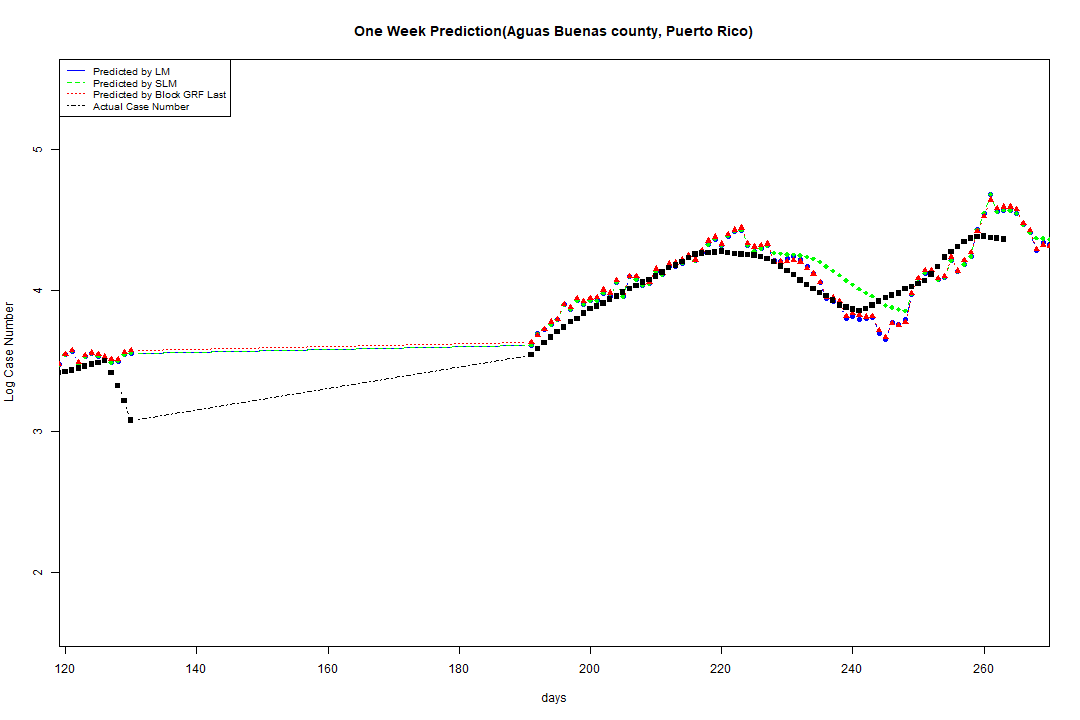 One Week Prediction(Aguas Buenas county, Puerto Rico)
Predicted by LM
Predicted by SLM
Predicted by Block GRF Last
Actual Case Number
5
4
3
2
Log Case Number
120 140 160 180 200 220 240 260
days